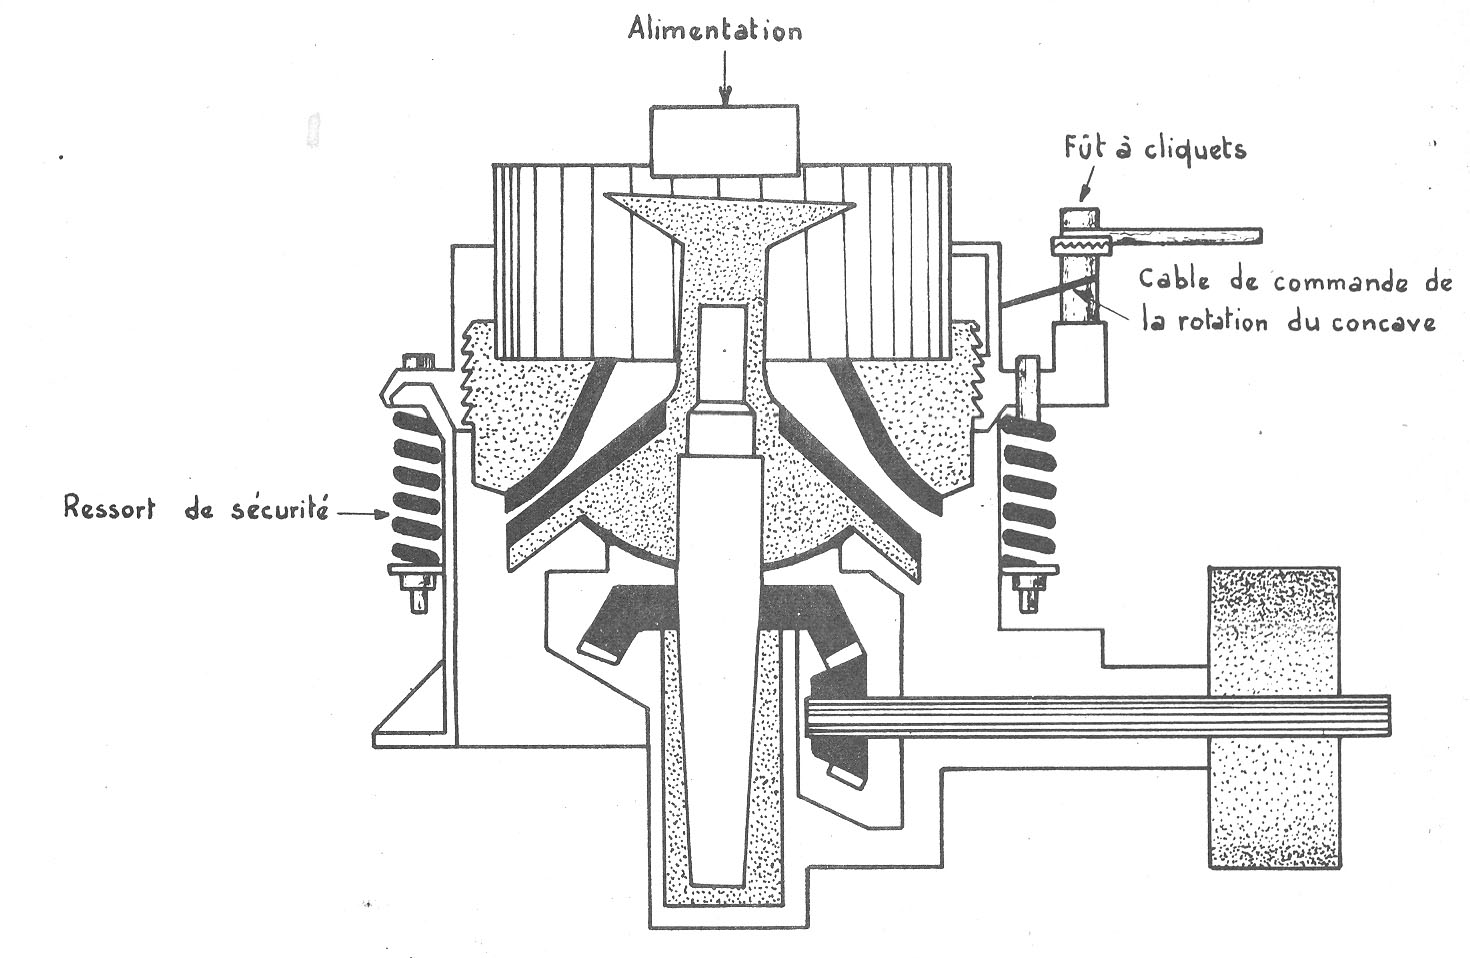 Alimentation
Fût à cliquets
Cable de commande de
la rotation du concave
Ressort de sécurité